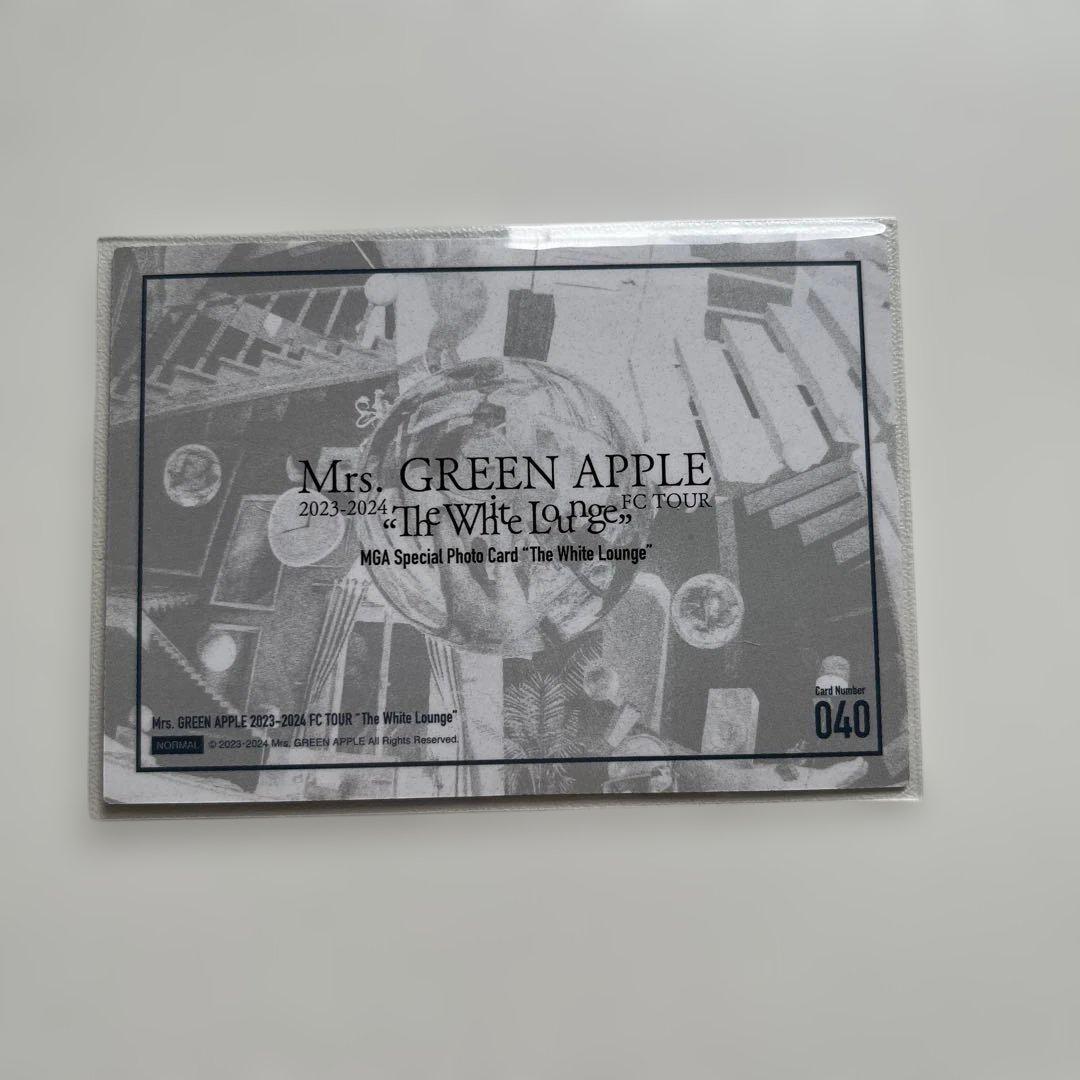 Mrs. GREEN APPLE
2023-2024 “The White Lounge” FC TOUR
MGA Special Photo Card “The White Lounge”
Card Number
040
Mrs. GREEN APPLE 2023-2024 FC TOUR “The White Lounge”
NORMAL © 2023-2024 Mrs. GREEN APPLE All Rights Reserved.